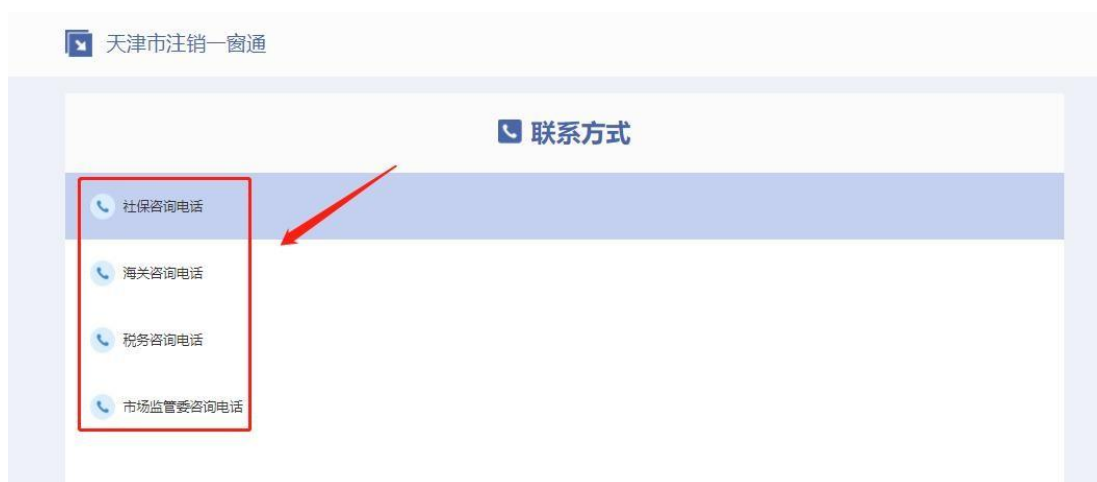 天津市注销一窗通
联系方式
社保咨询电话
海关咨询电话
税务咨询电话
市场监管委咨询电话